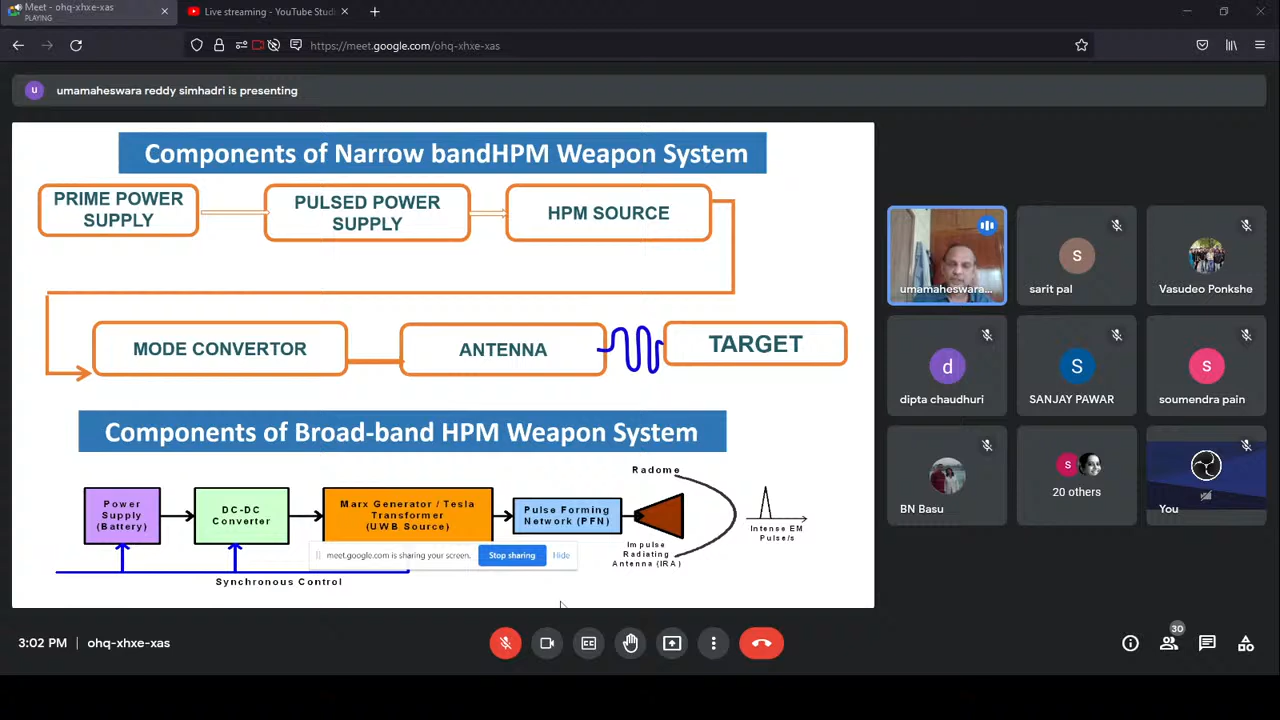 Meet - ohq-xhxe-xas
PLAYING
Live streaming - YouTube Studi
https://meet.google.com/ohq-xhxe-xas
u
umamaheswara reddy simhadri is presenting
Components of Narrow bandHPM Weapon System
PRIME POWER
SUPPLY
PULSED POWER
SUPPLY
HPM SOURCE
MODE CONVERTOR
ANTENNA
TARGET
Components of Broad-band HPM Weapon System
Power
Supply
(Battery)
DC-DC
Converter
Marx Generator / Tesla
Transformer
(UWB Source)
Pulse Forming
Network (PFN)
Radome
Impulse
Radiating
Antenna (IRA)
Intense EM
Pulse/s
meet.google.com is sharing your screen.
Stop sharing
Hide
Synchronous Control
umamaheswara...
s
sarit pal
Vasudeo Ponkshe
d
dipta chaudhuri
S
SANJAY PAWAR
s
soumendra pain
BN Basu
s
20 others
You
3:02 PM | ohq-xhxe-xas
30